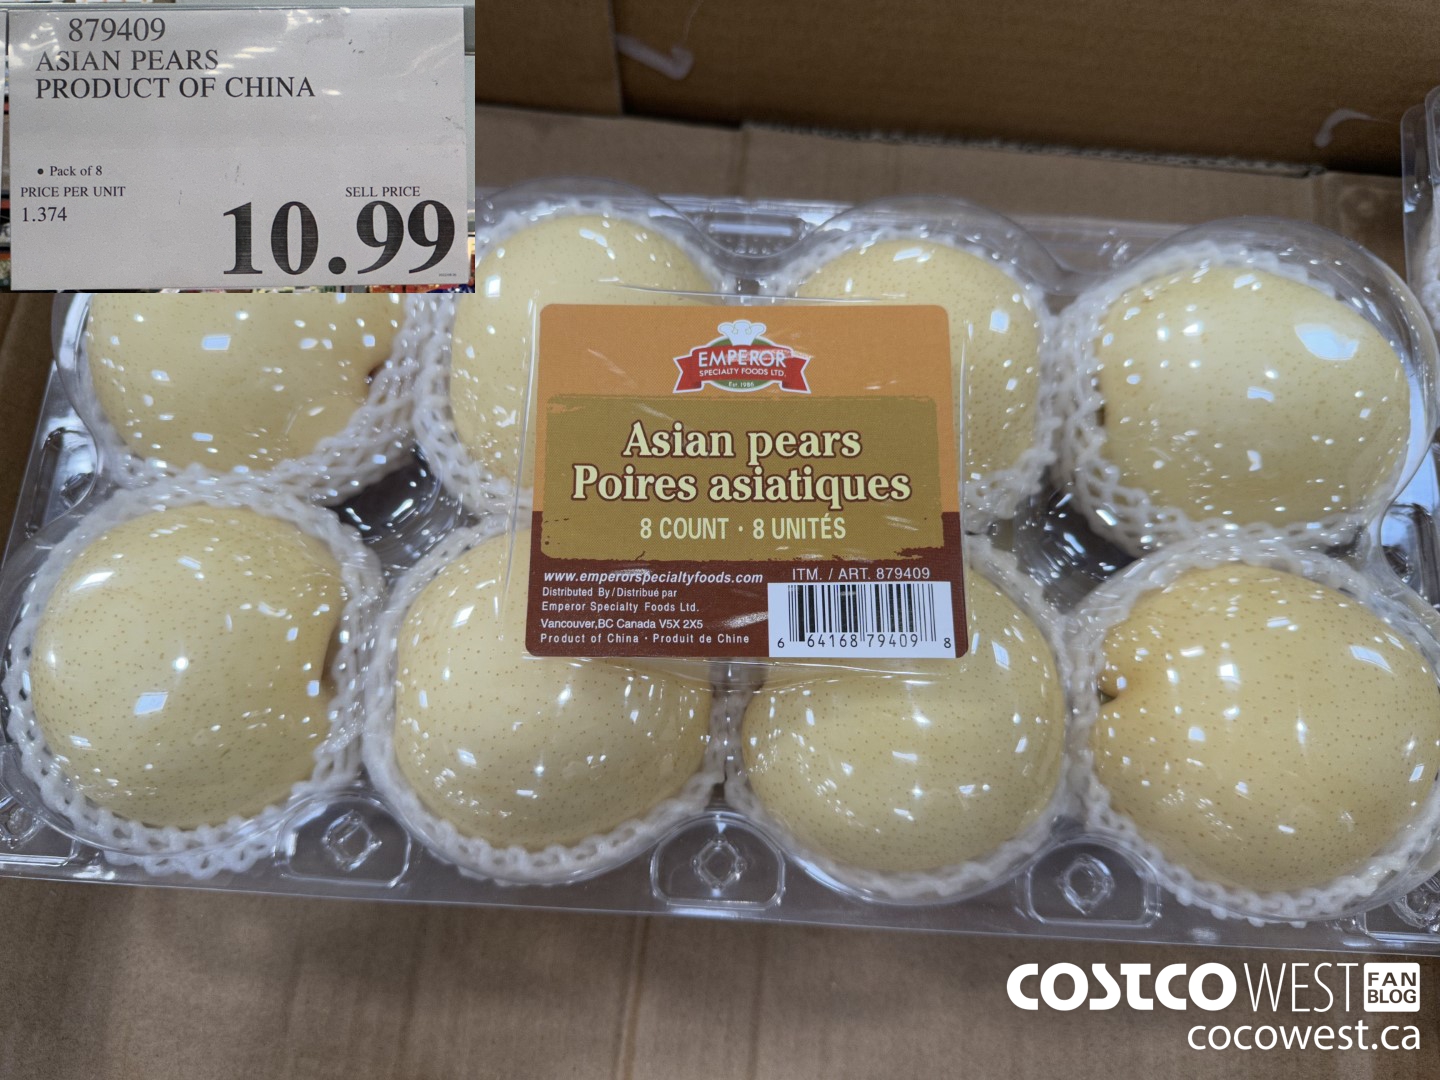 879409
ASIAN PEARS
PRODUCT OF CHINA
• Pack of 8
PRICE PER UNIT
1.374
SELL PRICE
10.99
EMPEROR
SPECIALTY FOODS LTD.
Est. 1986
Asian pears
Poires asiatiques
8 COUNT · 8 UNITÉS
www.emperorspecialtyfoods.com
Distributed By / Distribué par
Emperor Specialty Foods Ltd.
Vancouver,BC Canada V5X 2X5
Product of China · Produit de Chine
ITM. / ART. 879409
6 64168 79409 8
COSTCO WEST FAN BLOG
cocowest.ca